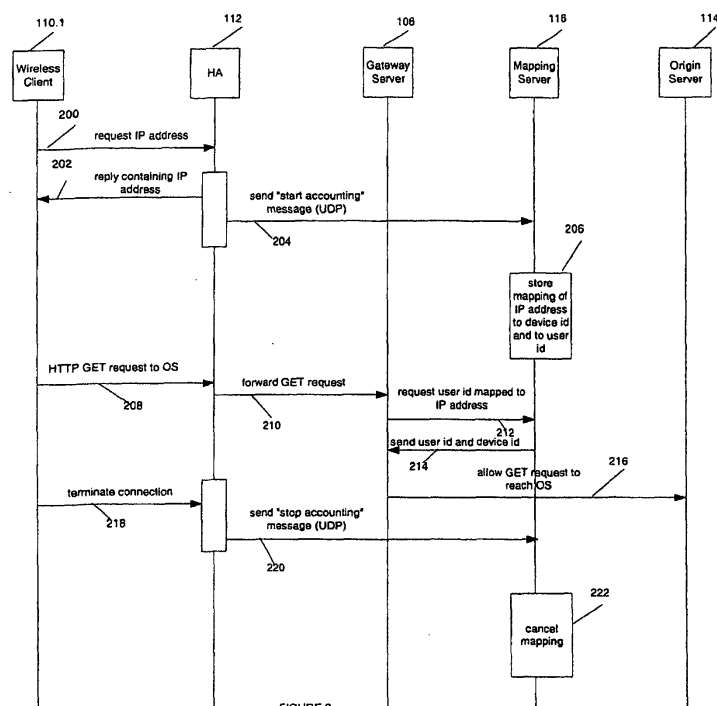 110.1
112
106
116
114
Wireless
Client
HA
Gateway
Server
Mapping
Server
Origin
Server
200
request IP address
202
reply containing IP
address
send "start accounting"
message (UDP)
204
206
store
mapping of
IP address
to device id
and to user
id
HTTP GET request to OS
208
forward GET request
210
request user id mapped to
IP address
212
send user id and device id
214
allow GET request to
reach OS
216
terminate connection
218
send "stop accounting"
message (UDP)
220
222
cancel
mapping